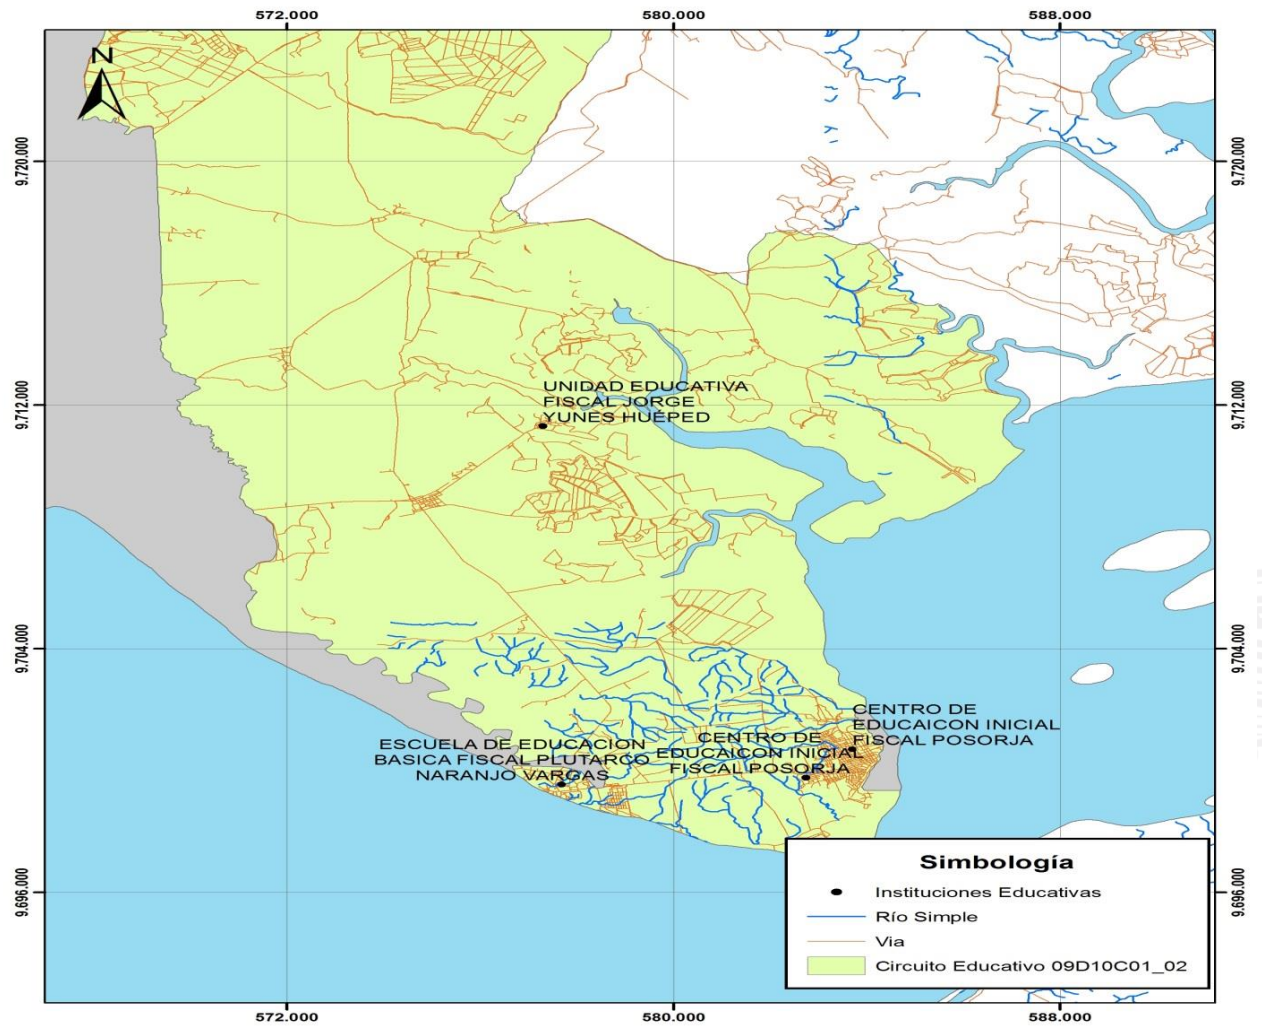 572.000
580.000
588.000
N
9.720.000
9.720.000
UNIDAD EDUCATIVA
FISCAL JORGE
YUNES HUÉPED
9.712.000
9.712.000
9.704.000
9.704.000
CENTRO DE
EDUCAICON INICIAL
FISCAL POSORJA
CENTRO DE
EDUCAICON INICIAL
FISCAL POSORJA
ESCUELA DE EDUCACION
BASICA FISCAL PLUTARCO
NARANJO VARGAS
9.696.000
9.696.000
Simbología
Instituciones Educativas
Río Simple
Via
Circuito Educativo 09D10C01_02
572.000
580.000
588.000